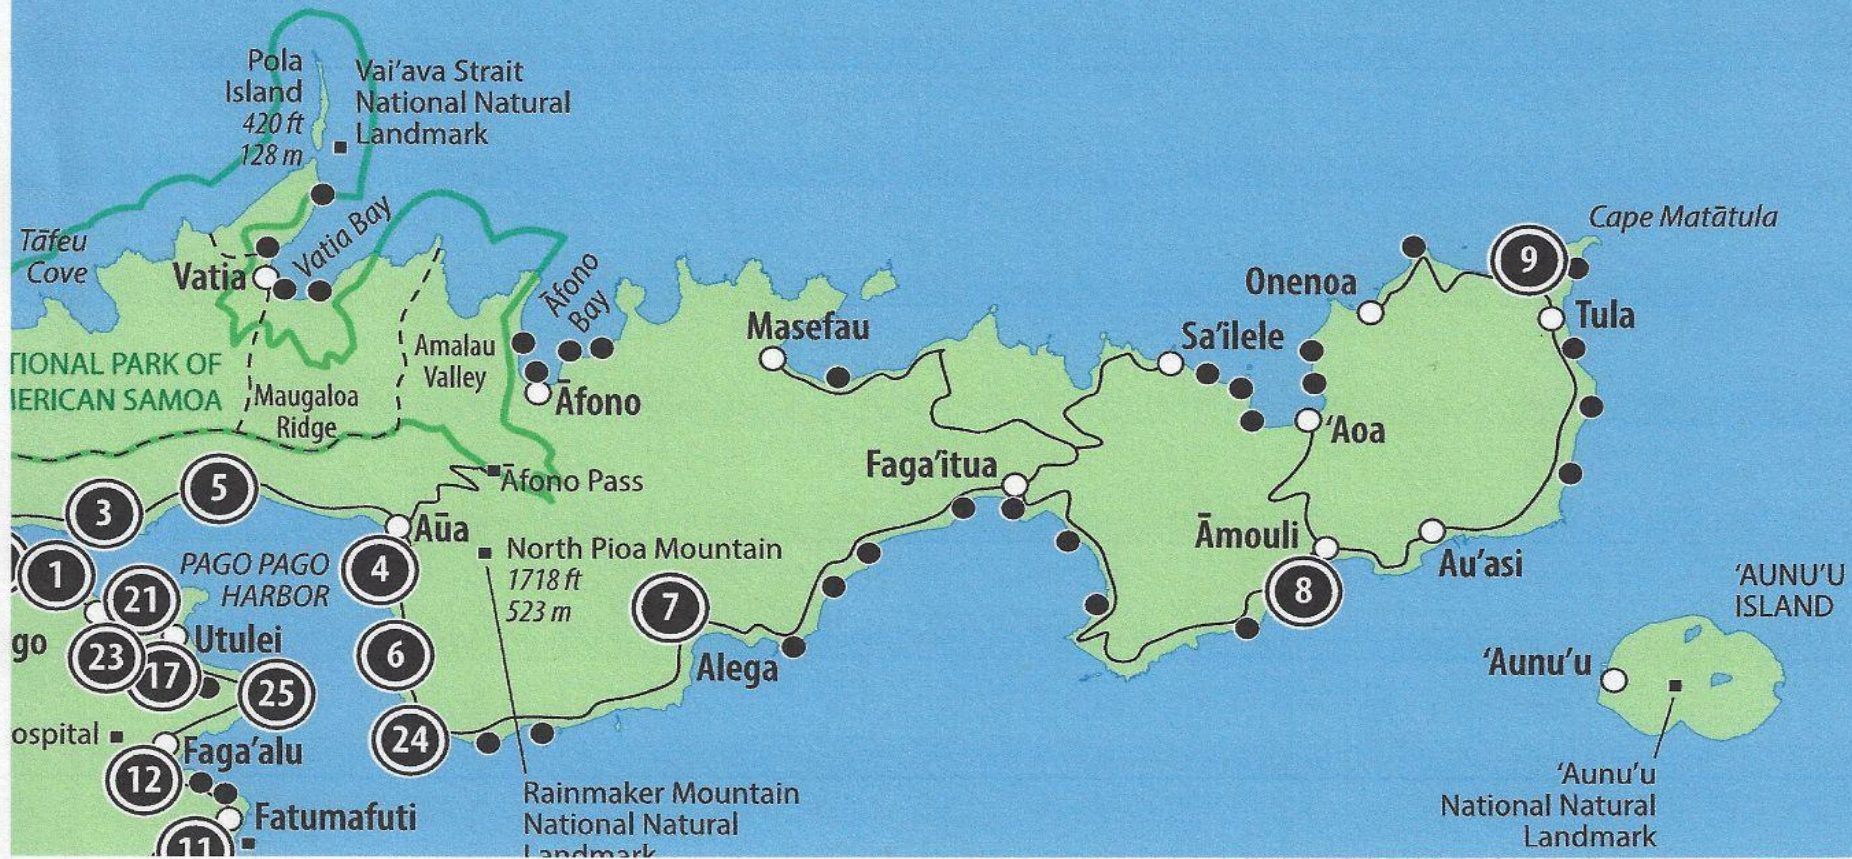 Pola
Island
420 ft
128 m
Vai'ava Strait
National Natural
Landmark
Tāfeu
Cove
Vatia
Vatia Bay
Āfono
Bay
Cape Matātula
9
Onenoa
Tula
Masefau
Sa'ilele
Amalau
Valley
TIONAL PARK OF
ERICAN SAMOA
Maugaloa
Ridge
Āfono
'Aoa
Faga'itua
Āfono Pass
3
5
Aūa
Āmouli
Au'asi
1
21
PAGO PAGO
HARBOR
4
North Pioa Mountain
1718 ft
523 m
7
8
'AUNU'U
ISLAND
go
23
17
Utulei
25
6
Alega
'Aunu'u
24
ospital
Faga'alu
12
Fatumafuti
11
Rainmaker Mountain
National Natural
Landmark
'Aunu'u
National Natural
Landmark